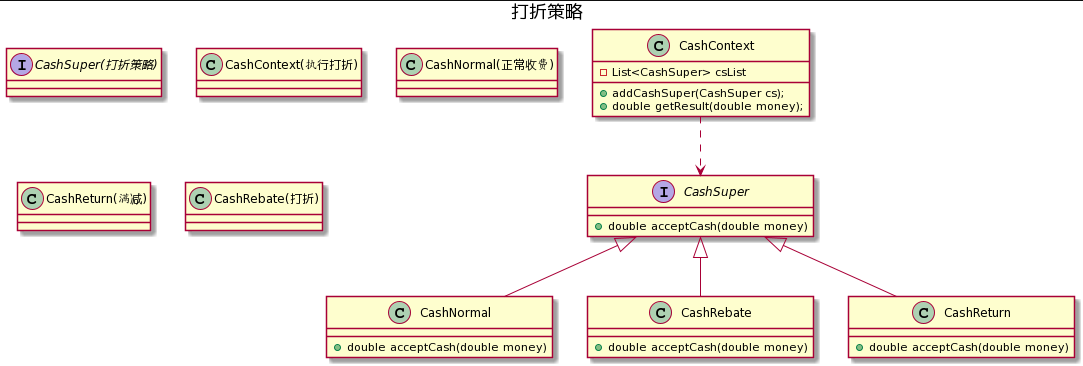 打折策略
I CashSuper(打折策略)
C CashContext(执行打折)
C CashNormal(正常收费)
C CashContext
List<CashSuper> csList
addCashSuper(CashSuper cs);
double getResult(double money);
C CashReturn(满减)
C CashRebate(打折)
I CashSuper
double acceptCash(double money)
C CashNormal
double acceptCash(double money)
C CashRebate
double acceptCash(double money)
C CashReturn
double acceptCash(double money)